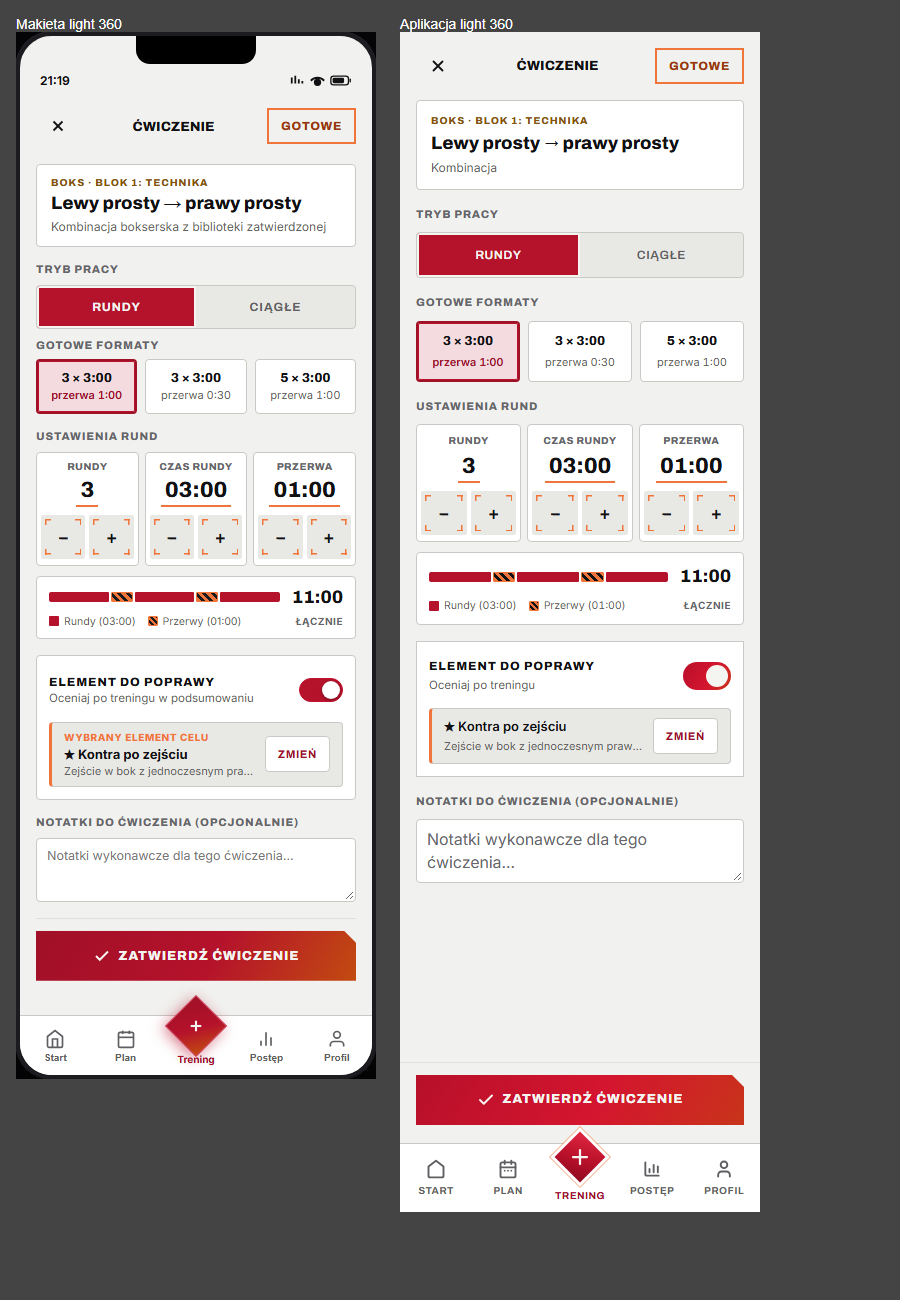 Makieta light 360
21:19
ĆWICZENIE
GOTOWE
BOKS · BLOK 1: TECHNIKA
Lewy prosty → prawy prosty
Kombinacja bokserska z biblioteki zatwierdzonej
TRYB PRACY
RUNDY
CIĄGŁE
GOTOWE FORMATY
3 × 3:00
przerwa 1:00
3 × 3:00
przerwa 0:30
5 × 3:00
przerwa 1:00
USTAWIENIA RUND
RUNDY
3
− +
CZAS RUNDY
03:00
− +
PRZERWA
01:00
− +
11:00
Rundy (03:00) Przerwy (01:00) ŁĄCZNIE
ELEMENT DO POPRAWY
Oceniaj po treningu w podsumowaniu
WYBRANY ELEMENT CELU
★ Kontra po zejściu
Zejście w bok z jednoczesnym pra...
ZMIEŃ
NOTATKI DO ĆWICZENIA (OPCJONALNIE)
Notatki wykonawcze dla tego ćwiczenia...
ZATWIERDŹ ĆWICZENIE
Start
Plan
Trening
Postęp
Profil
Aplikacja light 360
ĆWICZENIE
GOTOWE
BOKS · BLOK 1: TECHNIKA
Lewy prosty → prawy prosty
Kombinacja
TRYB PRACY
RUNDY
CIĄGŁE
GOTOWE FORMATY
3 × 3:00
przerwa 1:00
3 × 3:00
przerwa 0:30
5 × 3:00
przerwa 1:00
USTAWIENIA RUND
RUNDY
3
− +
CZAS RUNDY
03:00
− +
PRZERWA
01:00
− +
11:00
Rundy (03:00) Przerwy (01:00) ŁĄCZNIE
ELEMENT DO POPRAWY
Oceniaj po treningu
★ Kontra po zejściu
Zejście w bok z jednoczesnym praw...
ZMIEŃ
NOTATKI DO ĆWICZENIA (OPCJONALNIE)
Notatki wykonawcze dla tego
ćwiczenia...
ZATWIERDŹ ĆWICZENIE
START
PLAN
TRENING
POSTĘP
PROFIL